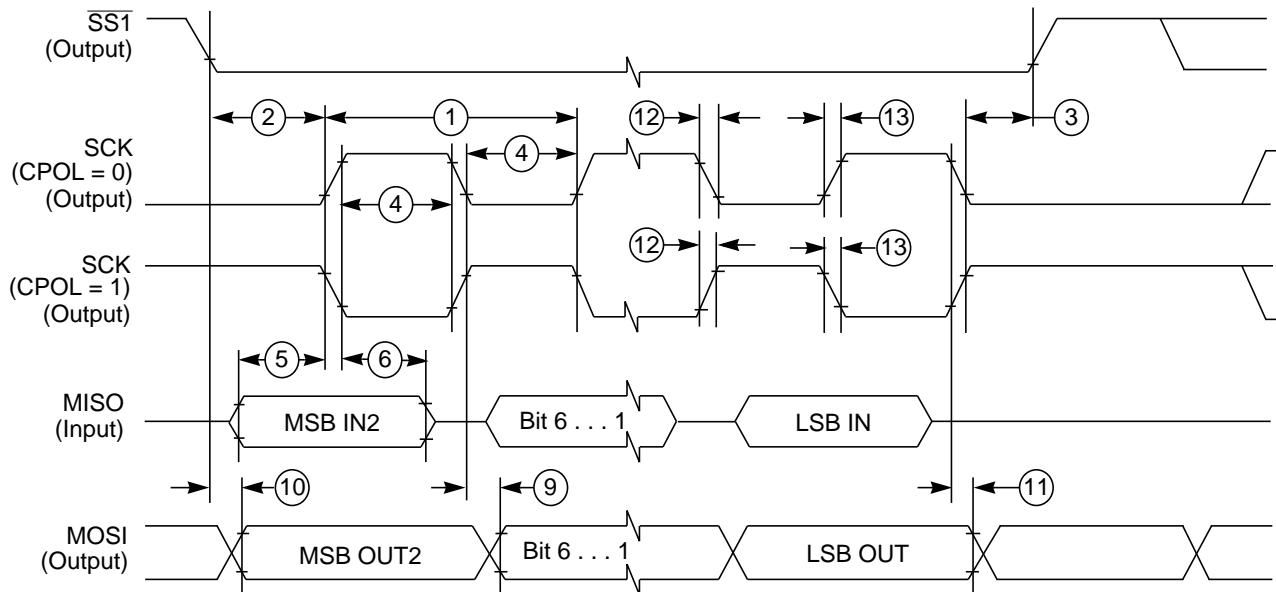 SS1
(Output)
2
1
12
13
3
SCK
(CPOL = 0)
(Output)
4
4
12
13
SCK
(CPOL = 1)
(Output)
5
6
MISO
(Input)
MSB IN2
Bit 6 . . . 1
LSB IN
10
9
11
MOSI
(Output)
MSB OUT2
Bit 6 . . . 1
LSB OUT